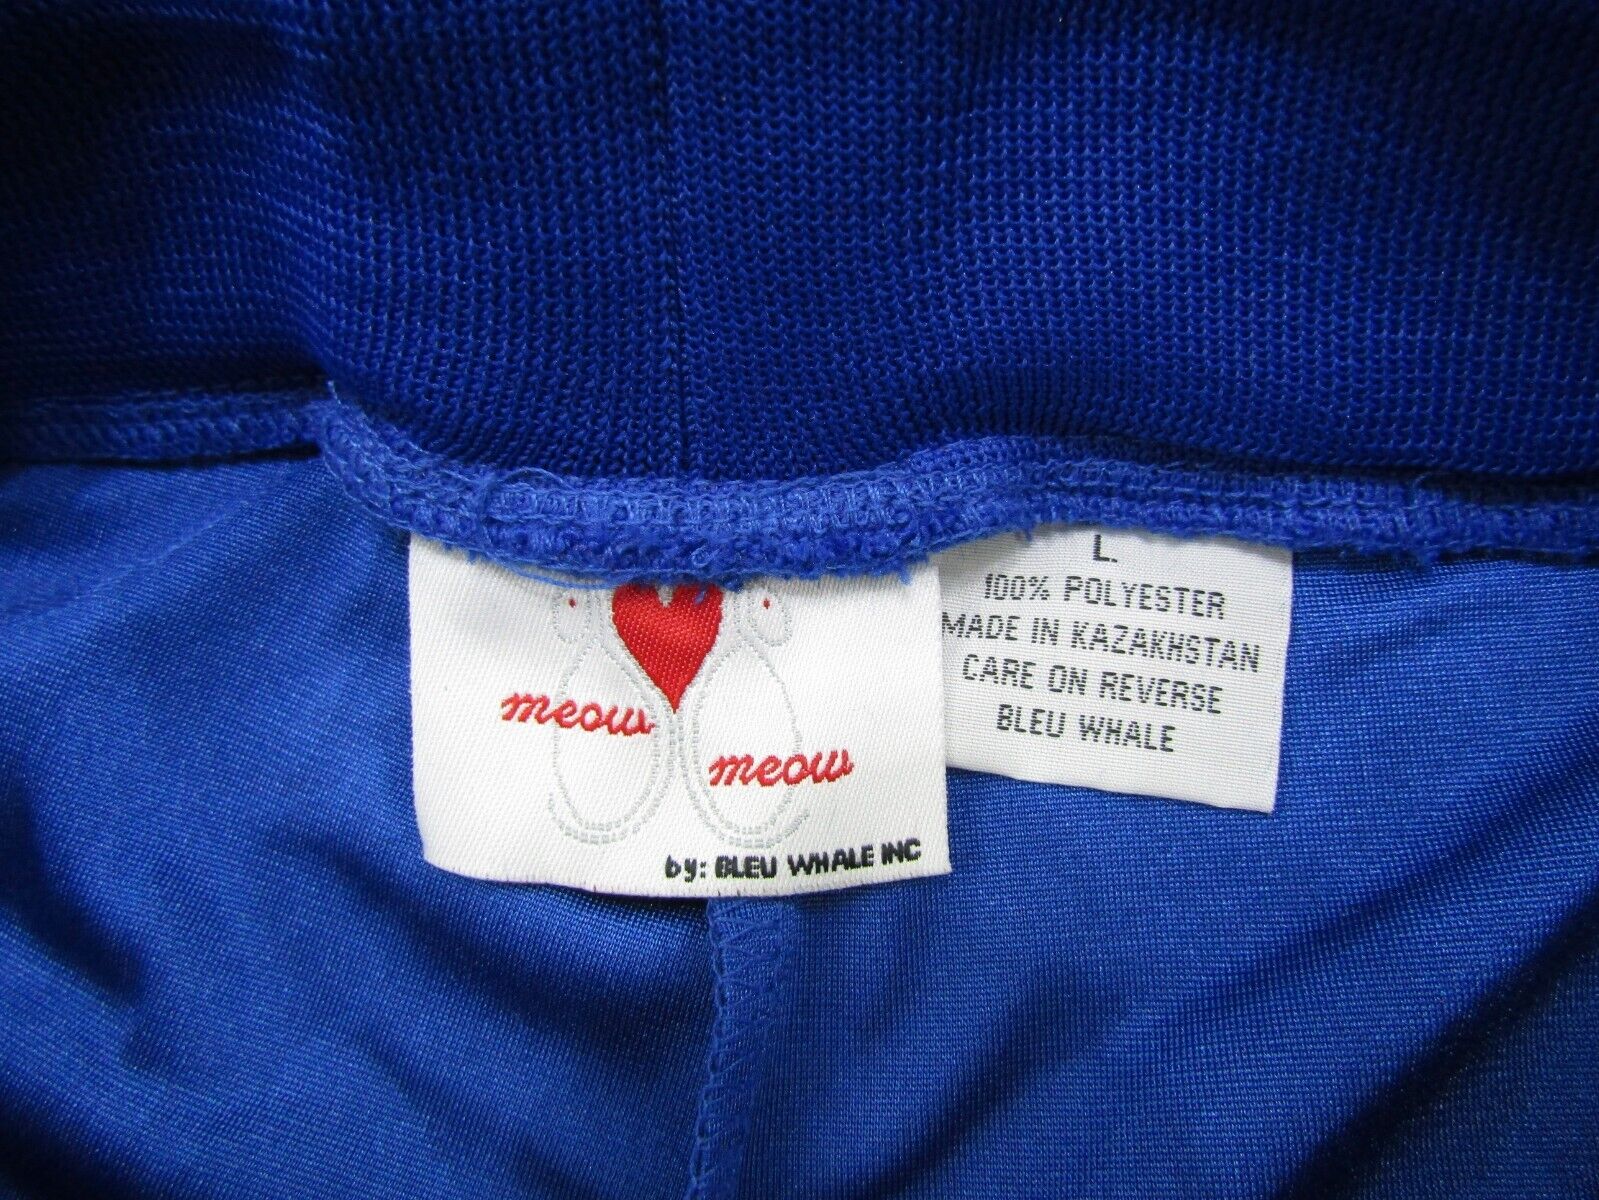 meow
meow
by: BLEU WHALE INC
L.
100% POLYESTER
MADE IN KAZAKHSTAN
CARE ON REVERSE
BLEU WHALE